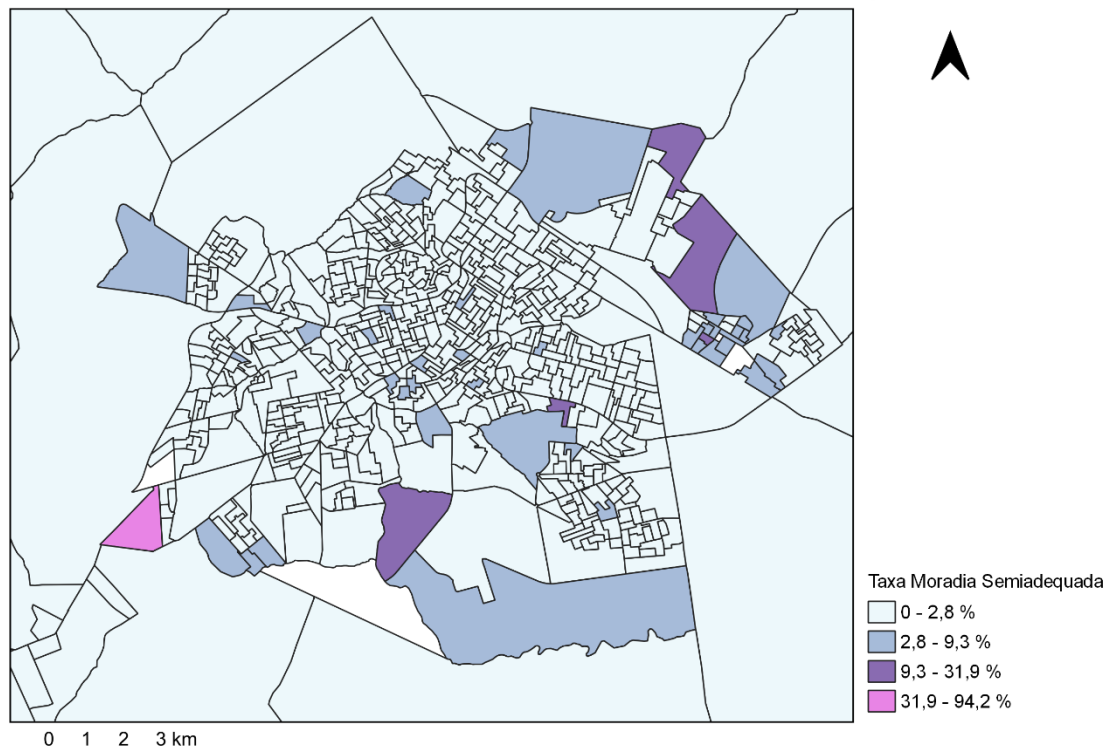 Taxa Moradia Semiadequada
0 - 2,8 %
2,8 - 9,3 %
9,3 - 31,9 %
31,9 - 94,2 %
0 1 2 3 km